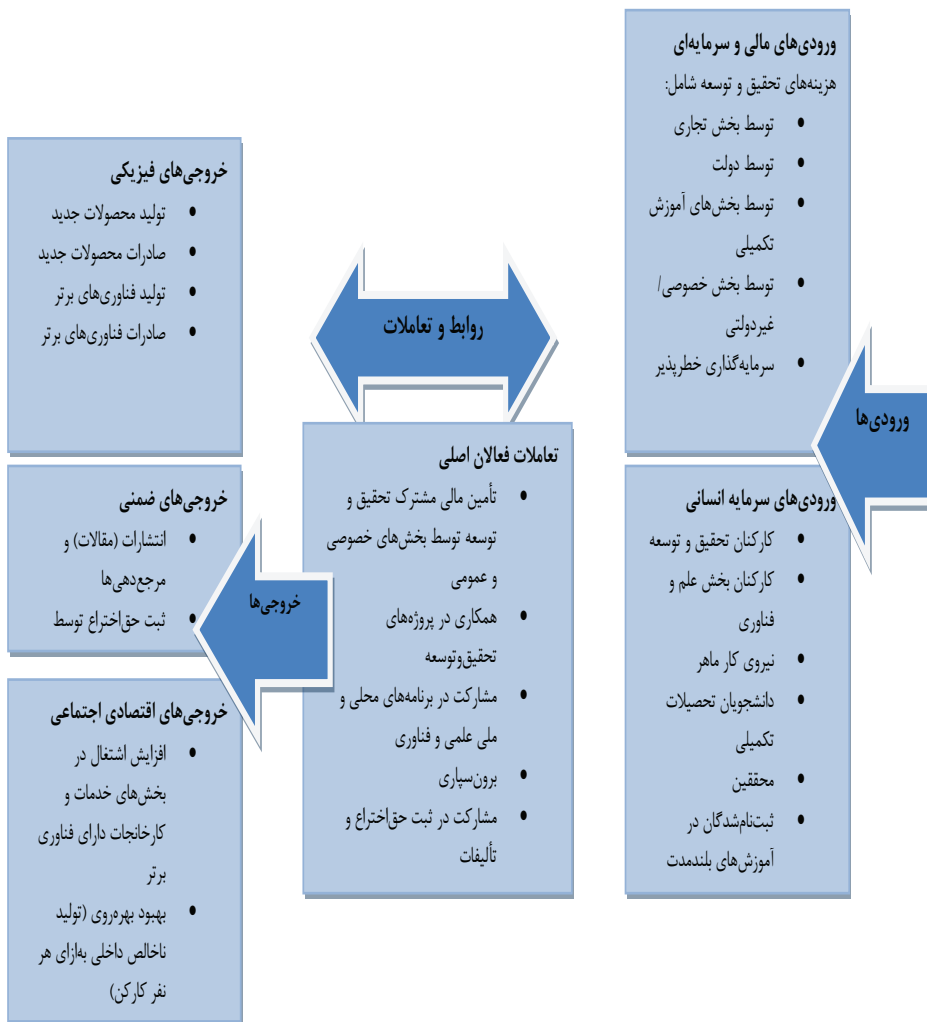 ورودی‌های مالی و سرمایه‌ای
هزینه‌های تحقیق و توسعه شامل:
• توسط بخش تجاری
• توسط دولت
• توسط بخش‌های آموزش
تکمیلی
• توسط بخش خصوصی/
غیردولتی
• سرمایه‌گذاری خطرپذیر
ورودی‌ها
ورودی‌های سرمایه انسانی
• کارکنان تحقیق و توسعه
• کارکنان بخش علم و
فناوری
• نیروی کار ماهر
• دانشجویان تحصیلات
تکمیلی
• محققین
• ثبت‌نام‌شدگان در
آموزش‌های بلندمدت
روابط و تعاملات
تعاملات فعالان اصلی
• تأمین مالی مشترک تحقیق و
توسعه توسط بخش‌های خصوصی
و عمومی
• همکاری در پروژه‌های
تحقیق‌وتوسعه
• مشارکت در برنامه‌های محلی و
ملی علمی و فناوری
• برون‌سپاری
• مشارکت در ثبت حق‌اختراع و
تألیفات
خروجی‌ها
خروجی‌های فیزیکی
• تولید محصولات جدید
• صادرات محصولات جدید
• تولید فناوری‌های برتر
• صادرات فناوری‌های برتر
خروجی‌های ضمنی
• انتشارات (مقالات) و
مرجع‌دهی‌ها
• ثبت حق‌اختراع توسط
خروجی‌های اقتصادی اجتماعی
• افزایش اشتغال در
بخش‌های خدمات و
کارخانجات دارای فناوری
برتر
• بهبود بهره‌روی (تولید
ناخالص داخلی به‌ازای هر
نفر کارکن)